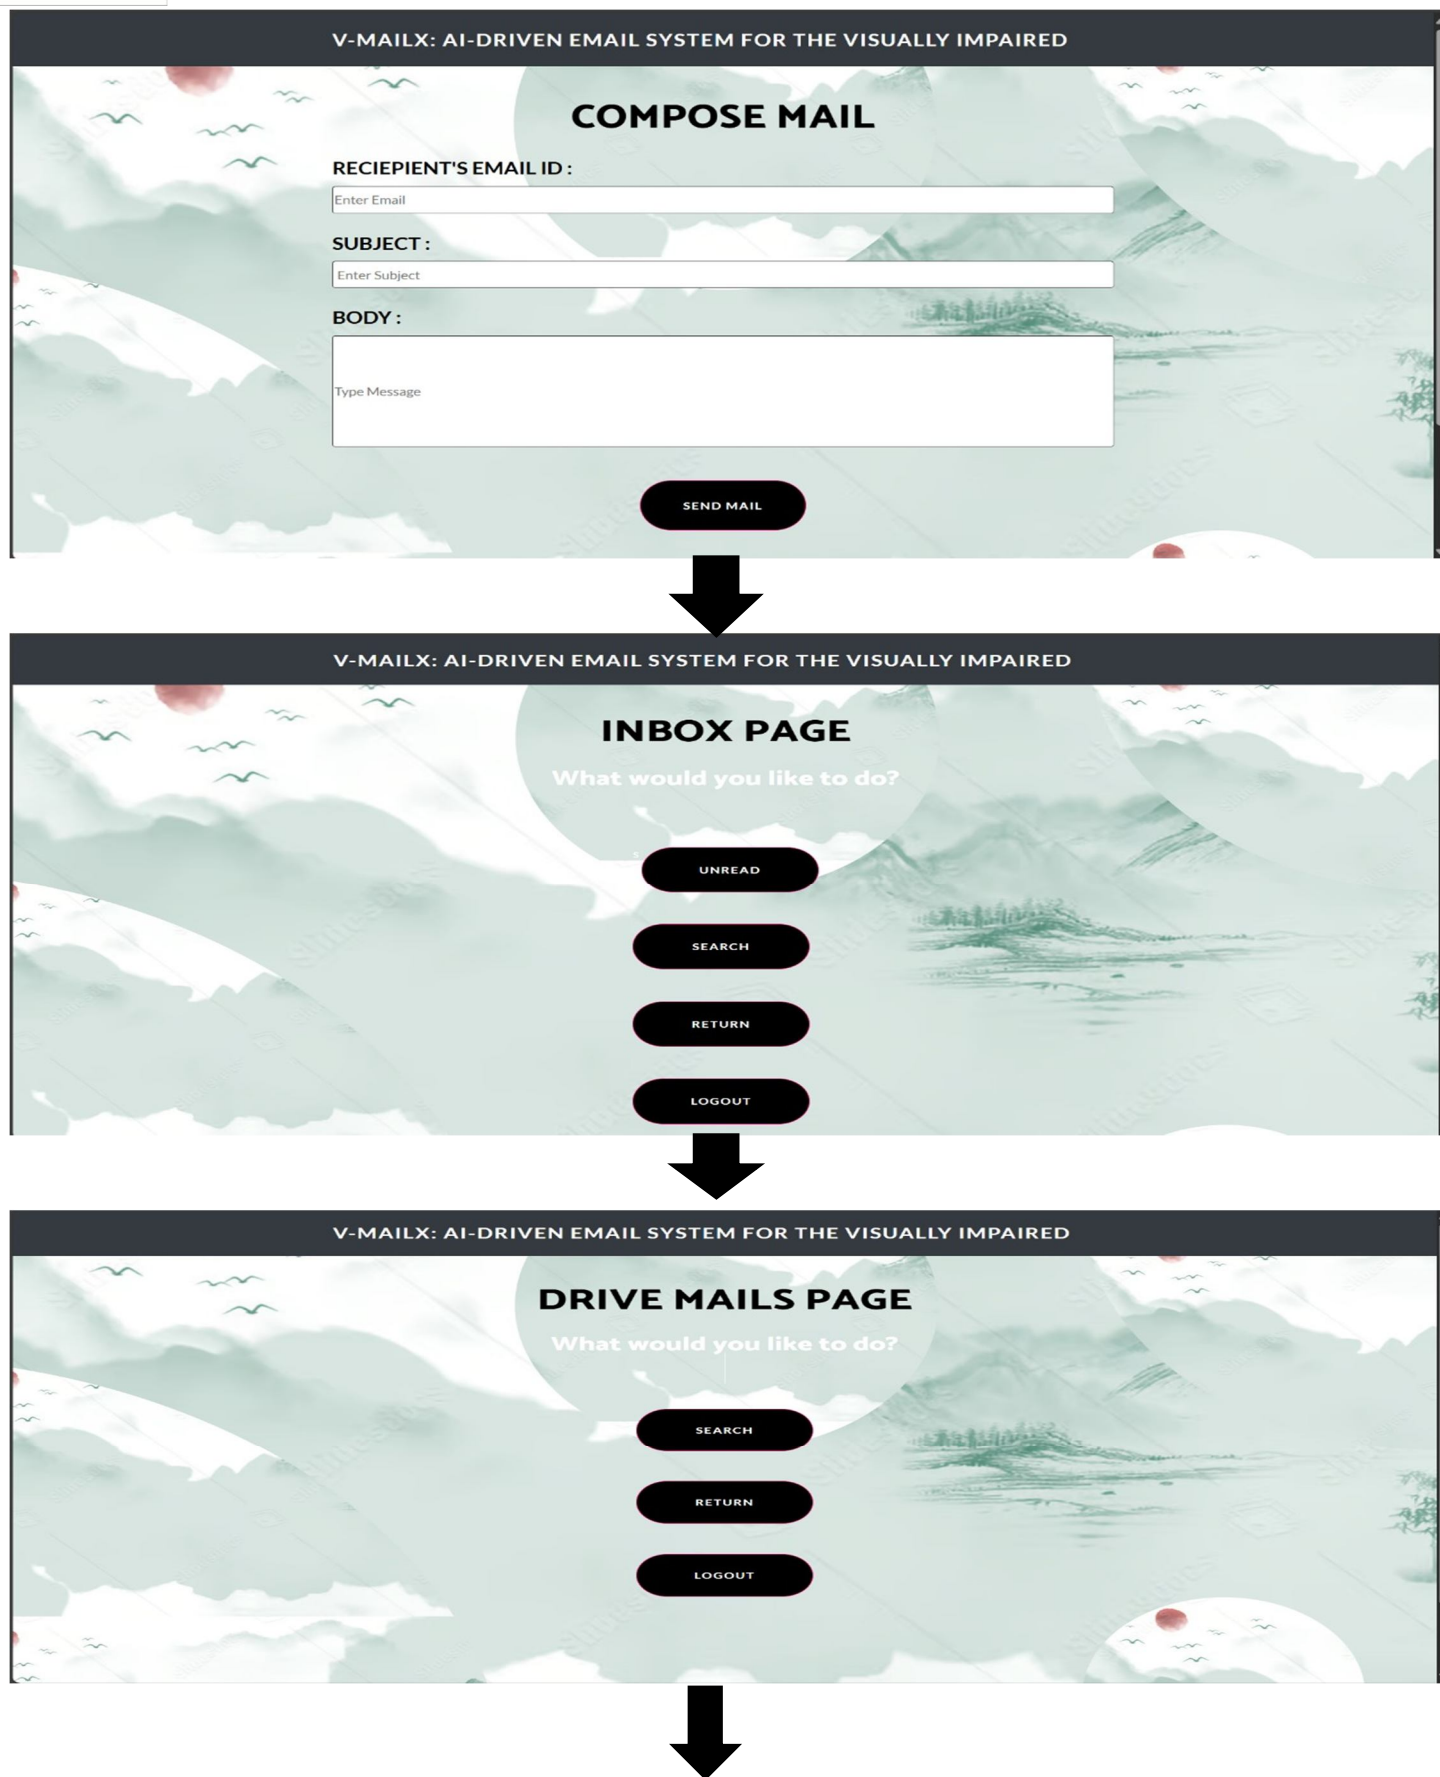 V-MAILX: AI-DRIVEN EMAIL SYSTEM FOR THE VISUALLY IMPAIRED
COMPOSE MAIL
RECIEPIENT'S EMAIL ID :
Enter Email
SUBJECT :
Enter Subject
BODY :
Type Message
SEND MAIL
V-MAILX: AI-DRIVEN EMAIL SYSTEM FOR THE VISUALLY IMPAIRED
INBOX PAGE
What would you like to do?
UNREAD
SEARCH
RETURN
LOGOUT
V-MAILX: AI-DRIVEN EMAIL SYSTEM FOR THE VISUALLY IMPAIRED
DRIVE MAILS PAGE
What would you like to do?
SEARCH
RETURN
LOGOUT